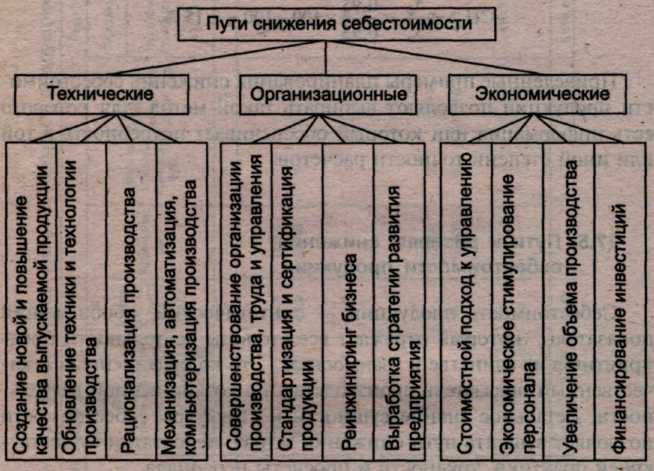 Пути снижения себестоимости
Технические
Организационные
Экономические
Создание новой и повышение
качества выпускаемой продукции
Обновление техники и технологии
производства
Рационализация производства
Механизация, автоматизация,
компьютеризация производства
Совершенствование организации
производства, труда и управления
Стандартизация и сертификация
продукции
Реинжиниринг бизнеса
Выработка стратегии развития
предприятия
Стоимостной подход к управлению
Экономическое стимулирование
персонала
Увеличение объема производства
Финансирование инвестиций